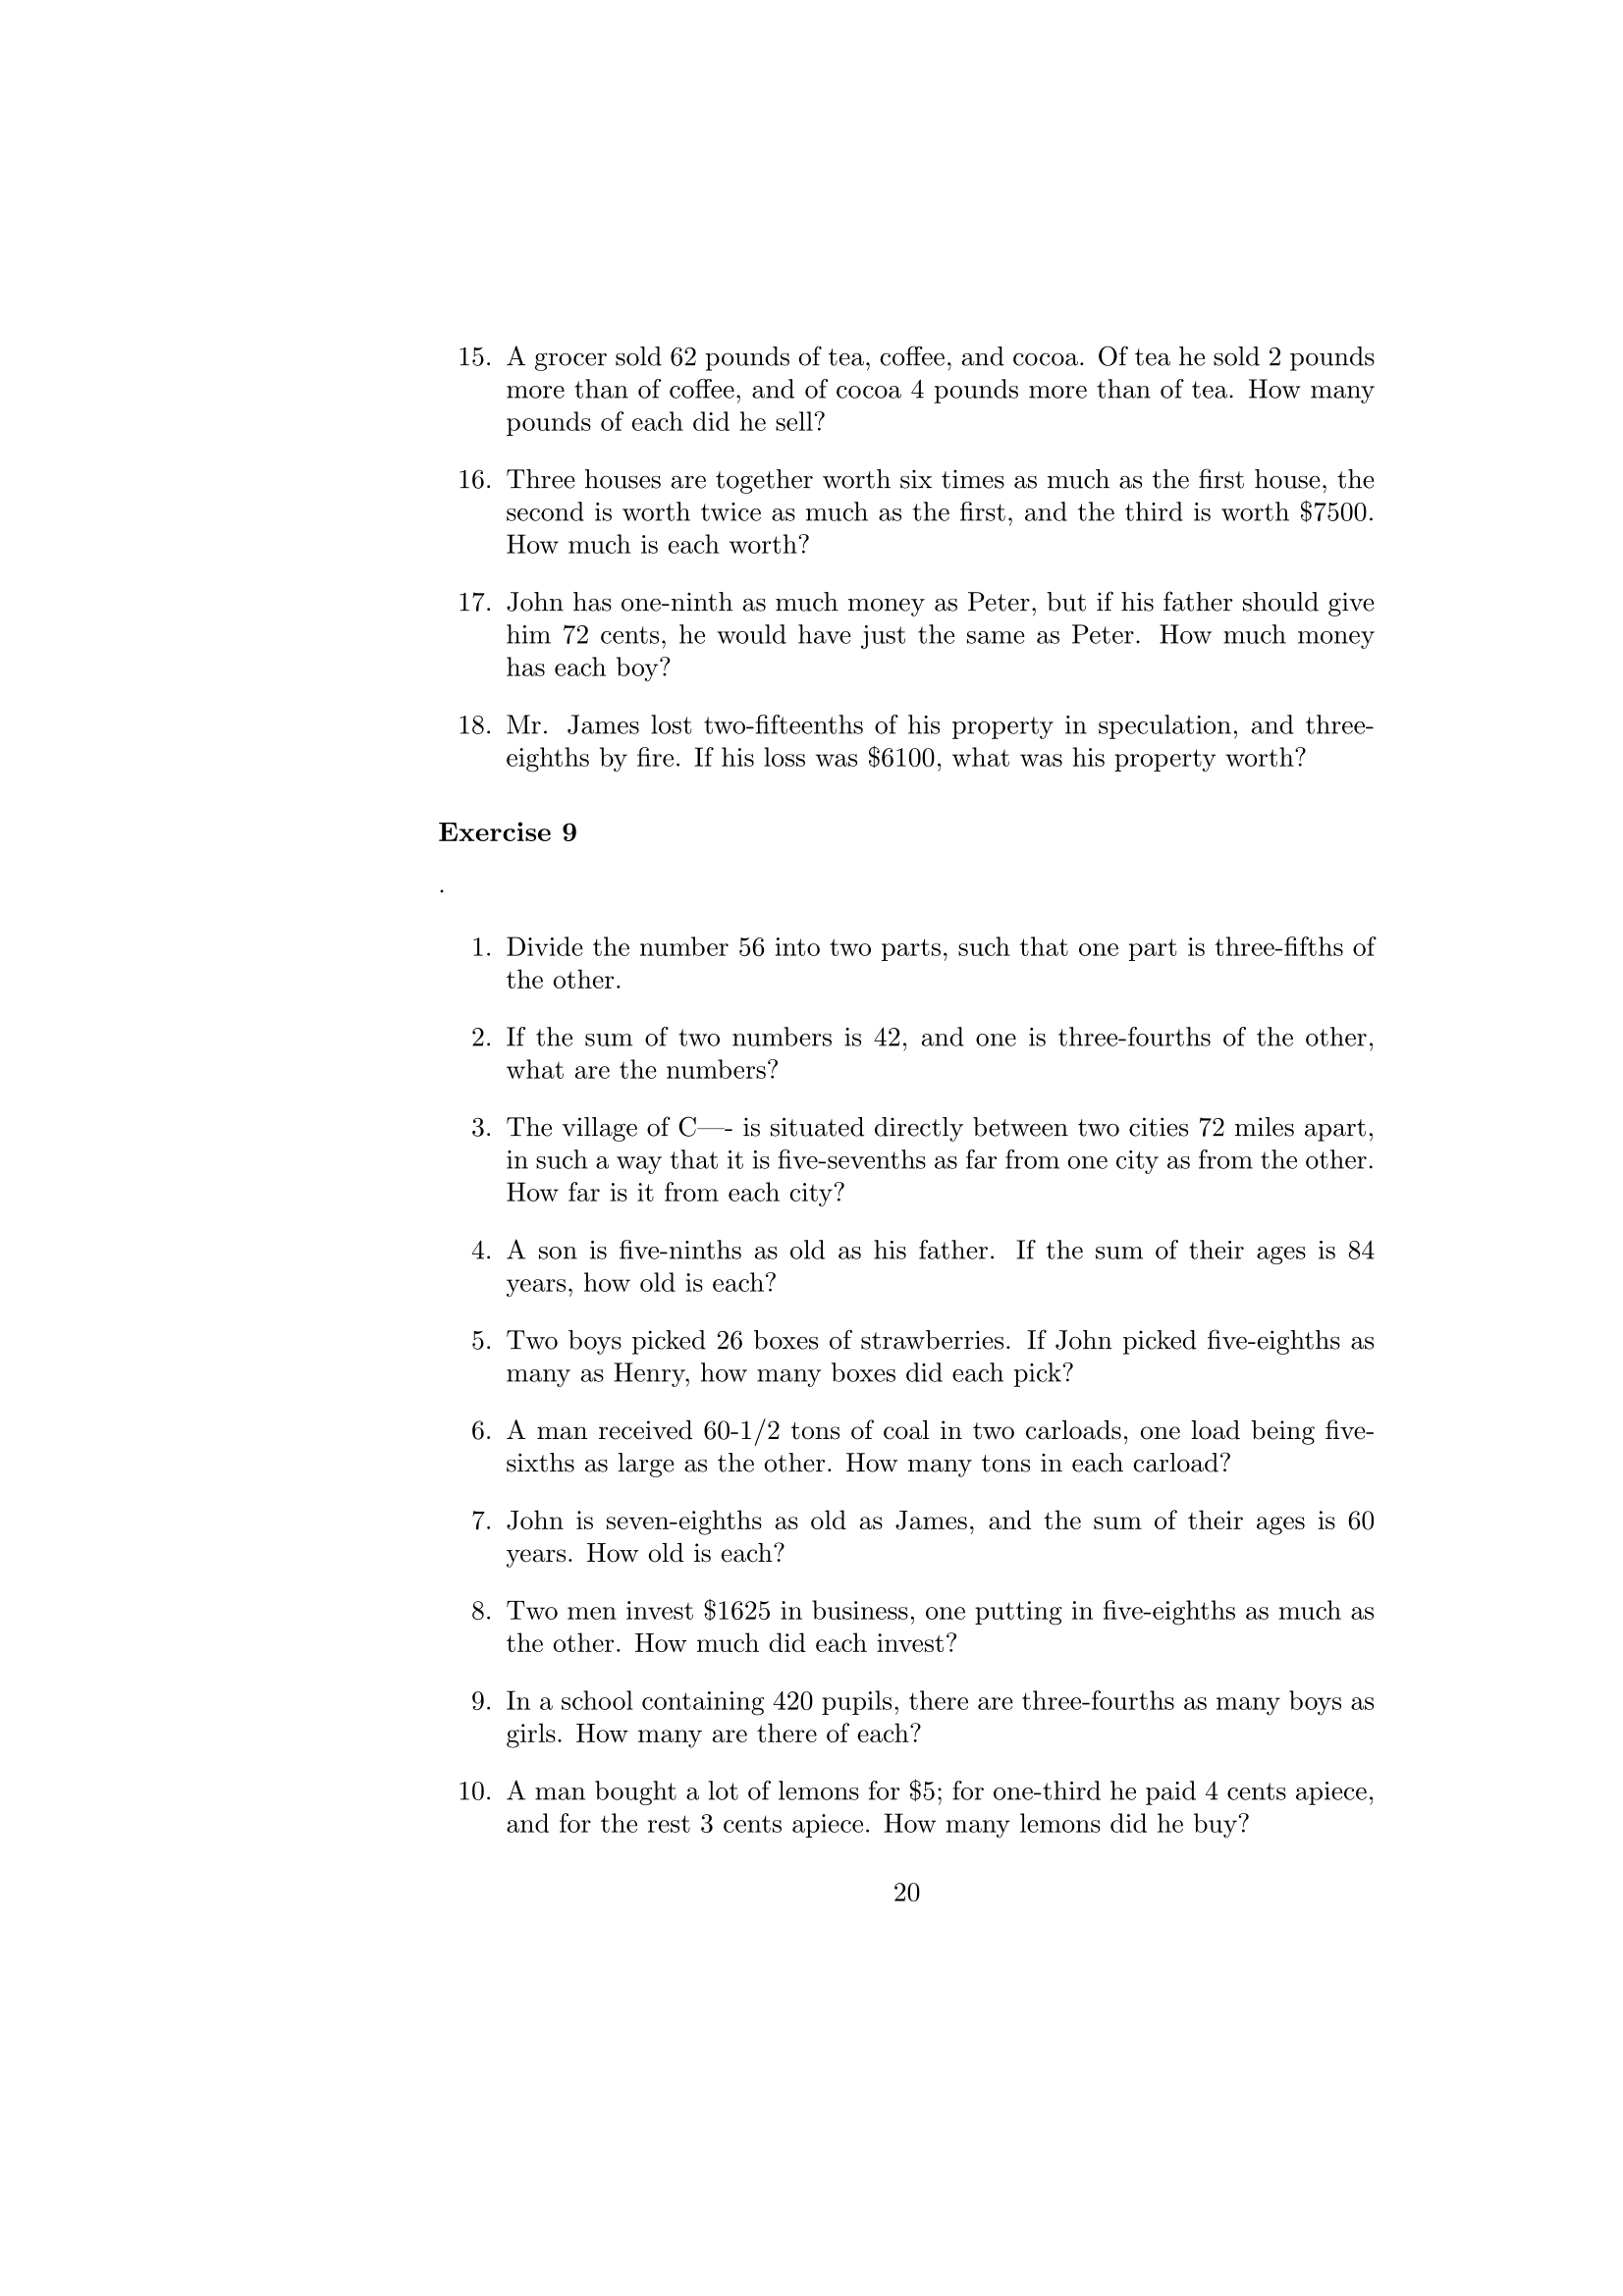 15. A grocer sold 62 pounds of tea, coffee, and cocoa. Of tea he sold 2 pounds
more than of coffee, and of cocoa 4 pounds more than of tea. How many
pounds of each did he sell?
16. Three houses are together worth six times as much as the first house, the
second is worth twice as much as the first, and the third is worth $7500.
How much is each worth?
17. John has one-ninth as much money as Peter, but if his father should give
him 72 cents, he would have just the same as Peter. How much money
has each boy?
18. Mr. James lost two-fifteenths of his property in speculation, and three-
eighths by fire. If his loss was $6100, what was his property worth?
Exercise 9
.
1. Divide the number 56 into two parts, such that one part is three-fifths of
the other.
2. If the sum of two numbers is 42, and one is three-fourths of the other,
what are the numbers?
3. The village of C—- is situated directly between two cities 72 miles apart,
in such a way that it is five-sevenths as far from one city as from the other.
How far is it from each city?
4. A son is five-ninths as old as his father. If the sum of their ages is 84
years, how old is each?
5. Two boys picked 26 boxes of strawberries. If John picked five-eighths as
many as Henry, how many boxes did each pick?
6. A man received 60-1/2 tons of coal in two carloads, one load being five-
sixths as large as the other. How many tons in each carload?
7. John is seven-eighths as old as James, and the sum of their ages is 60
years. How old is each?
8. Two men invest $1625 in business, one putting in five-eighths as much as
the other. How much did each invest?
9. In a school containing 420 pupils, there are three-fourths as many boys as
girls. How many are there of each?
10. A man bought a lot of lemons for $5; for one-third he paid 4 cents apiece,
and for the rest 3 cents apiece. How many lemons did he buy?
20